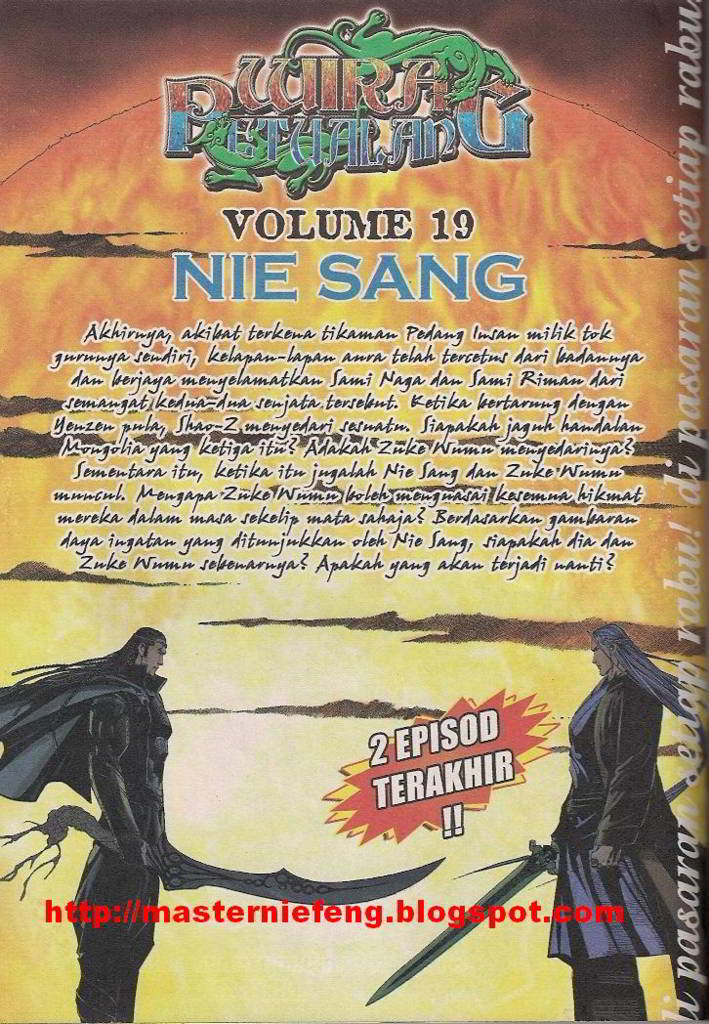 WIRA
PETUALANG
VOLUME 19
NIE SANG
Akhirnya, akibat terkena tikaman Pedang Insan milik tok
gurunya sendiri, kelapan-lapan aura telah tercetus dari badannya
dan berjaya menyelamatkan Sami Naga dan Sami Riman dari
semangat kedua-dua senjata tersebut. Ketika bertarung dengan
Yenzen pula, Shao-Z menyedari sesuatu. Siapakah jaguh handalan
Mongolia yang ketiga itu? Adakah Zuke Wumu menyedarinya?
Sementara itu, ketika itu jugalah Nie Sang dan Zuke Wumu
muncul. Mengapa Zuke Wumu boleh menguasai kesemua hikmat
mereka dalam masa sekelip mata sahaja? Berdasarkan gambaran
daya ingatan yang ditunjukkan oleh Nie Sang, siapakah dia dan
Zuke Wumu sebenarnya? Apakah yang akan terjadi nanti?
2 EPISOD
TERAKHIR
!!
http://masterniefeng.blogspot.com
di pasaran setiap rabu! di pasaran setiap rabu! di pasaran setiap rabu!